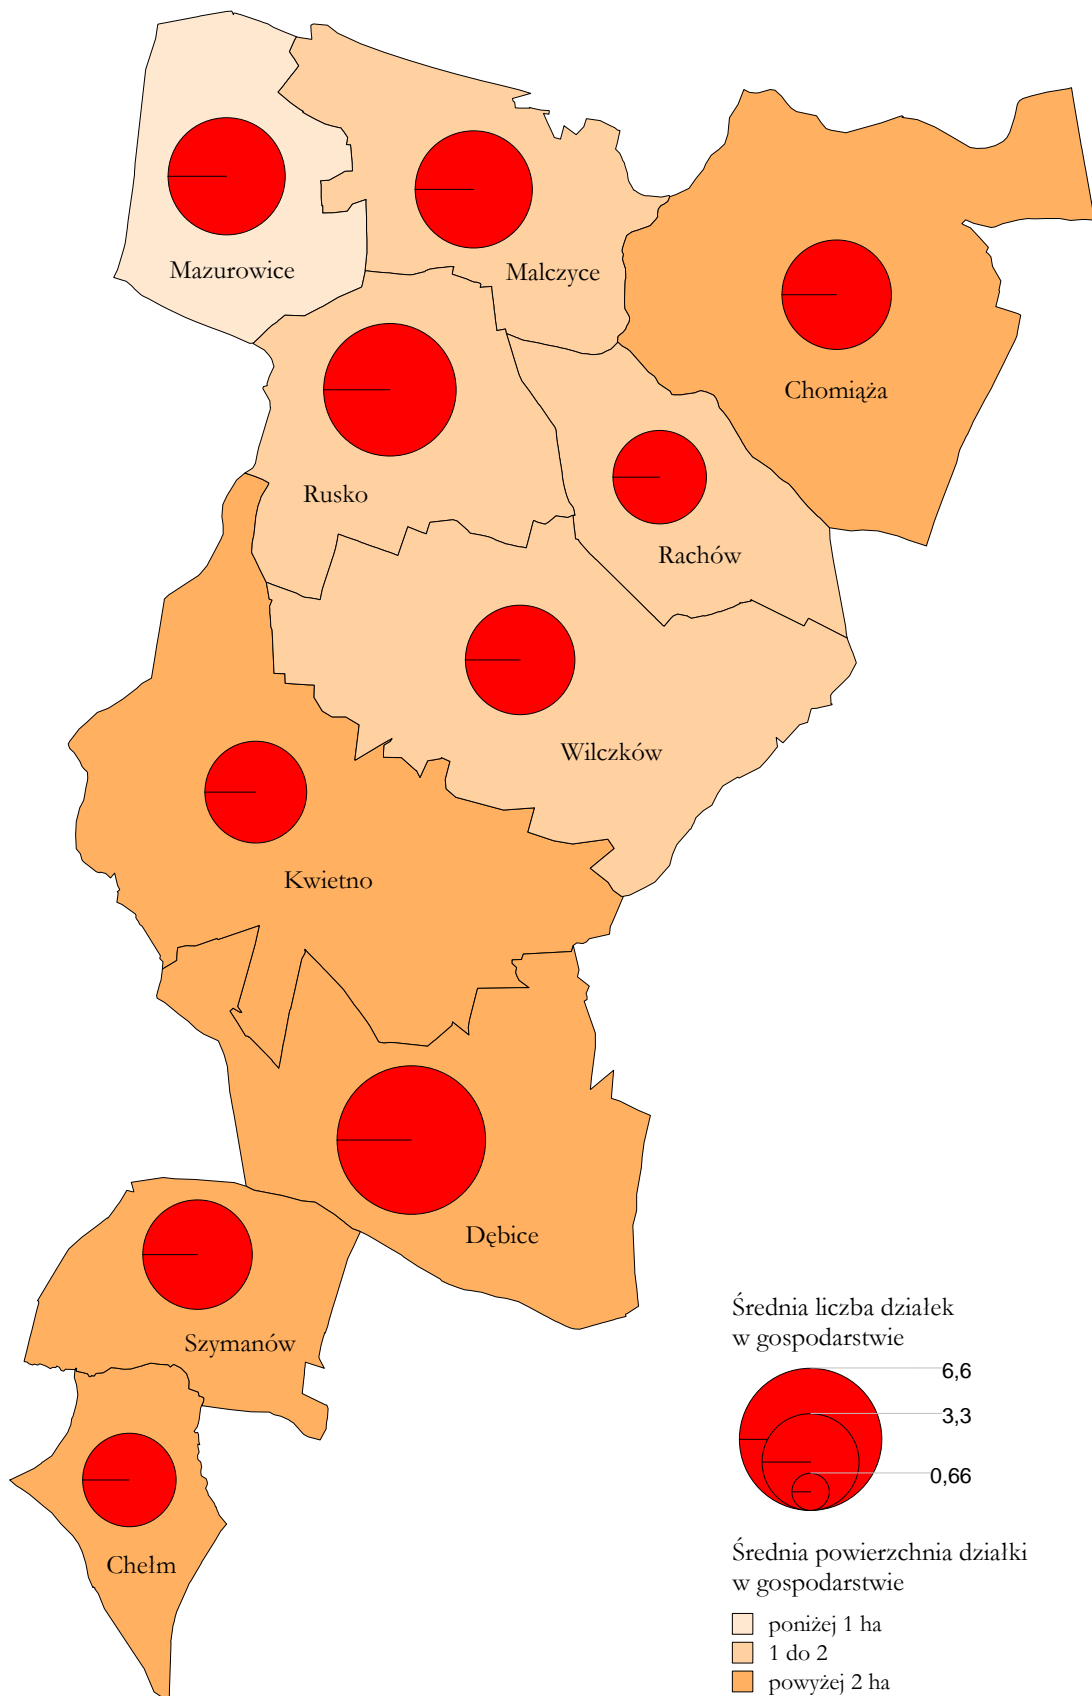 Mazurowice
Malczyce
Chomiąża
Rusko
Rachów
Wilczków
Kwietno
Dębice
Szymanów
Chełm
Średnia liczba działek
w gospodarstwie
6,6
3,3
0,66
Średnia powierzchnia działki
w gospodarstwie
poniżej 1 ha
1 do 2
powyżej 2 ha